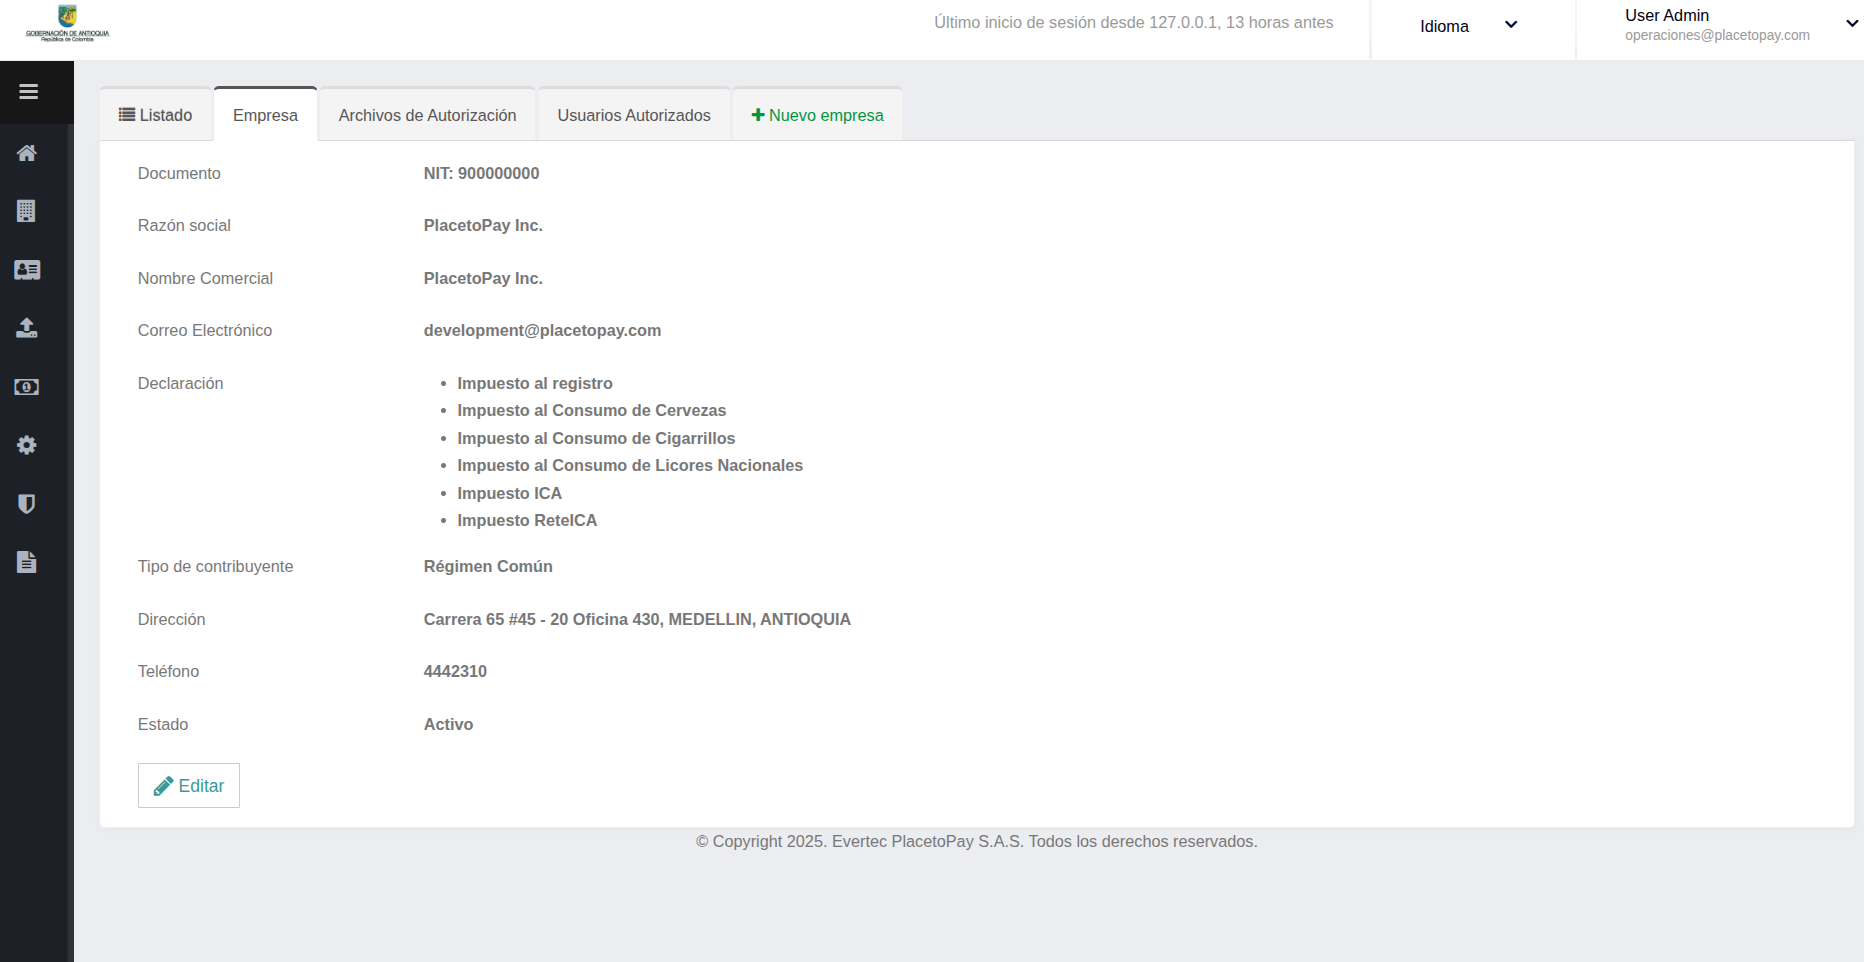 GOBERNACIÓN DE ANTIOQUIA
República de Colombia
Último inicio de sesión desde 127.0.0.1, 13 horas antes
Idioma
User Admin
operaciones@placetopay.com
Listado
Empresa
Archivos de Autorización
Usuarios Autorizados
Nuevo empresa
Documento NIT: 900000000
Razón social PlacetoPay Inc.
Nombre Comercial PlacetoPay Inc.
Correo Electrónico development@placetopay.com
Declaración
• Impuesto al registro
• Impuesto al Consumo de Cervezas
• Impuesto al Consumo de Cigarrillos
• Impuesto al Consumo de Licores Nacionales
• Impuesto ICA
• Impuesto ReteICA
Tipo de contribuyente Régimen Común
Dirección Carrera 65 #45 - 20 Oficina 430, MEDELLIN, ANTIOQUIA
Teléfono 4442310
Estado Activo
Editar
© Copyright 2025. Evertec PlacetoPay S.A.S. Todos los derechos reservados.